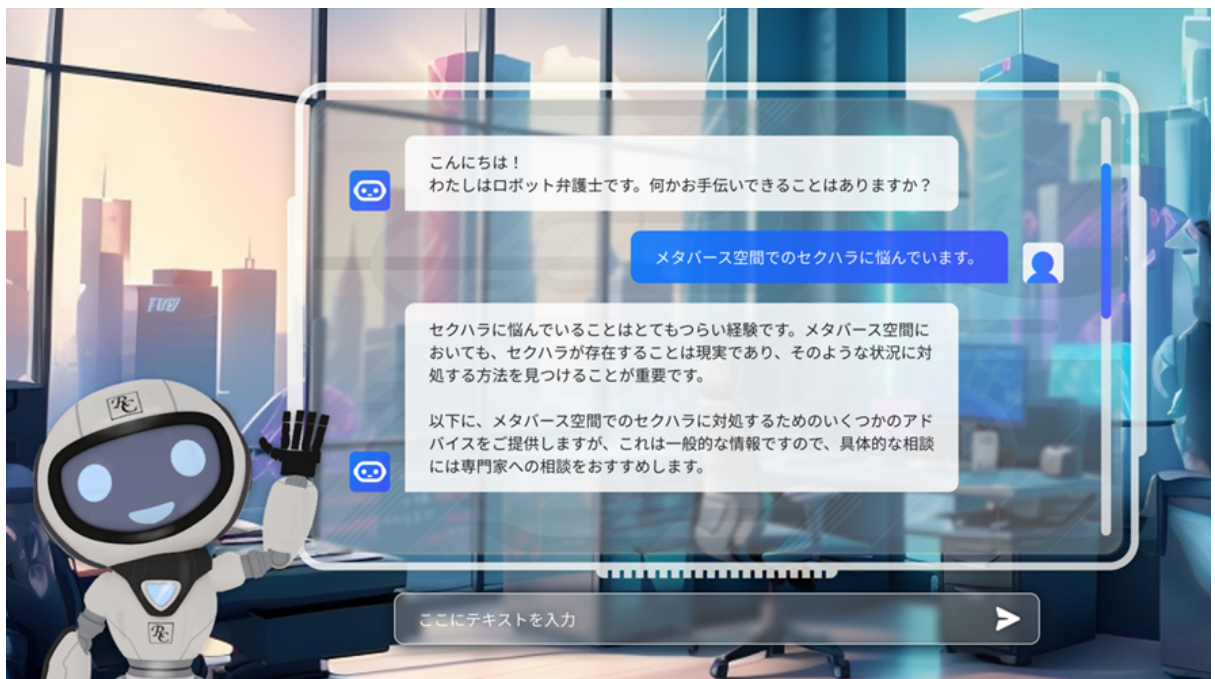 こんにちは！
わたしはロボット弁護士です。何かお手伝いできることはありますか？
メタバース空間でのセクハラに悩んでいます。
セクハラに悩んでいることはとてもつらい経験です。メタバース空間に
おいても、セクハラが存在することは現実であり、そのような状況に対
処する方法を見つけることが重要です。
以下に、メタバース空間でのセクハラに対処するためのいくつかのアド
バイスをご提供しますが、これは一般的な情報ですので、具体的な相談
には専門家への相談をおすすめします。
ここにテキストを入力
RC
RC